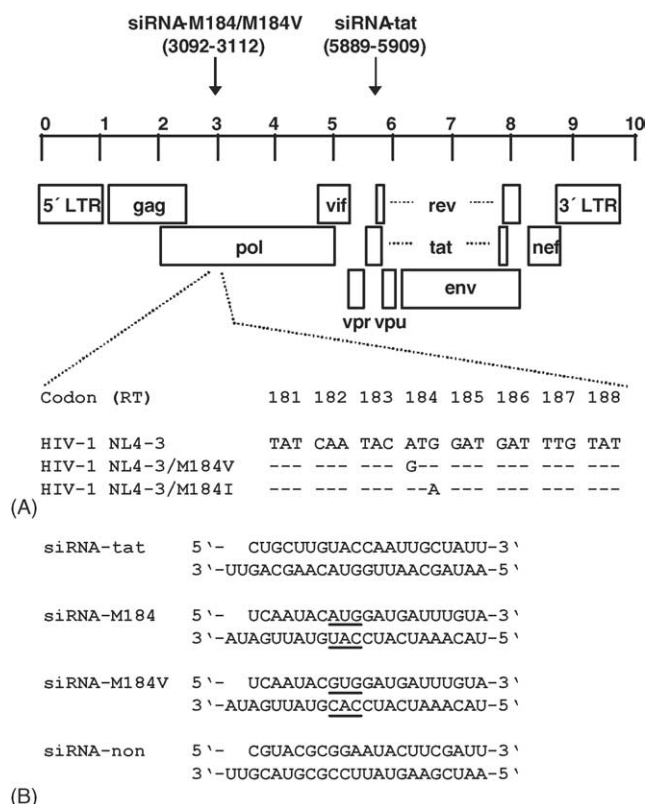 siRNA-M184/M184V siRNA-tat
(3092-3112) (5889-5909)
0 1 2 3 4 5 6 7 8 9 10
5´ LTR gag vif rev 3´ LTR
pol tat nef
env
vpr vpu
Codon (RT) 181 182 183 184 185 186 187 188
HIV-1 NL4-3 TAT CAA TAC ATG GAT GAT TTG TAT
HIV-1 NL4-3/M184V --- --- --- G-- --- --- --- ---
HIV-1 NL4-3/M184I --- --- --- --A --- --- --- ---
(A)
siRNA-tat 5‵- CUGCUUGUACCAAUUGCUAUU-3‵
3‵-UUGACGAACAUGGUUAACGAUAA-5‵
siRNA-M184 5‵- UCAAUACAUGGAUGAUUUGUA-3‵
3‵-AUAGUUAUGUACCUACUAAACAU-5‵
siRNA-M184V 5‵- UCAAUACGUGGAUGAUUUGUA-3‵
3‵-AUAGUUAUGCACCUACUAAACAU-5‵
siRNA-non 5‵- CGUACGCGGAAUACUUCGAUU-3‵
3‵-UUGCAUGCGCCUUAUGAAGCUAA-5‵
(B)